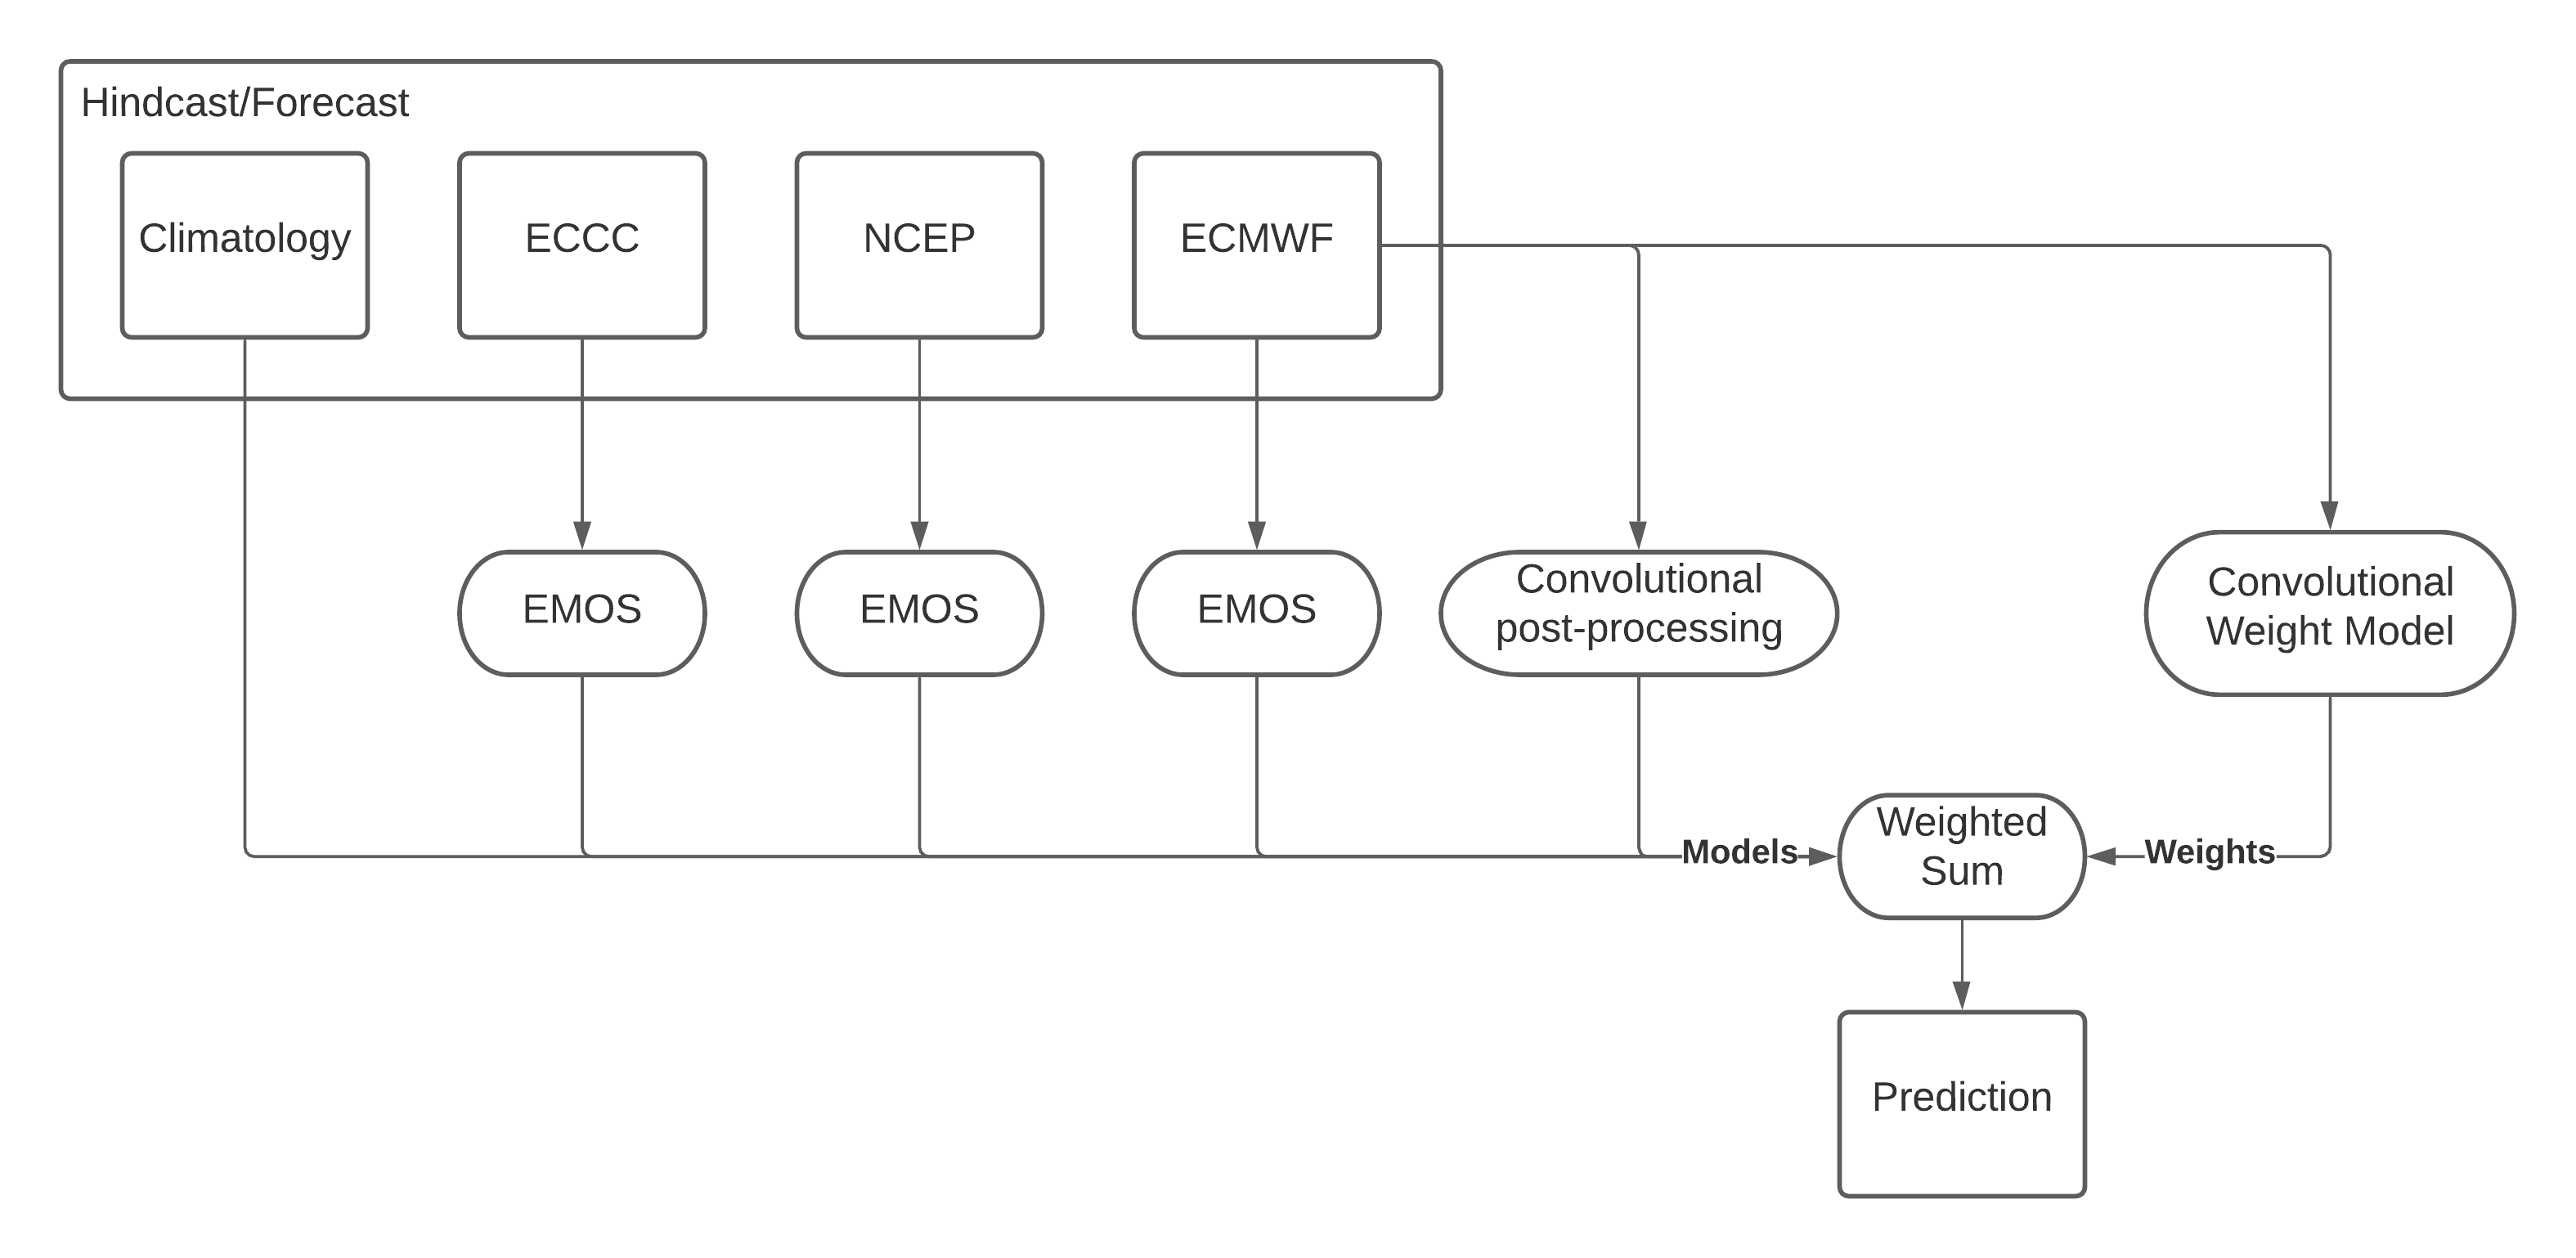 Hindcast/Forecast
Climatology
ECCC
NCEP
ECMWF
EMOS
EMOS
EMOS
Convolutional
post-processing
Convolutional
Weight Model
Models
Weighted
Sum
Weights
Prediction